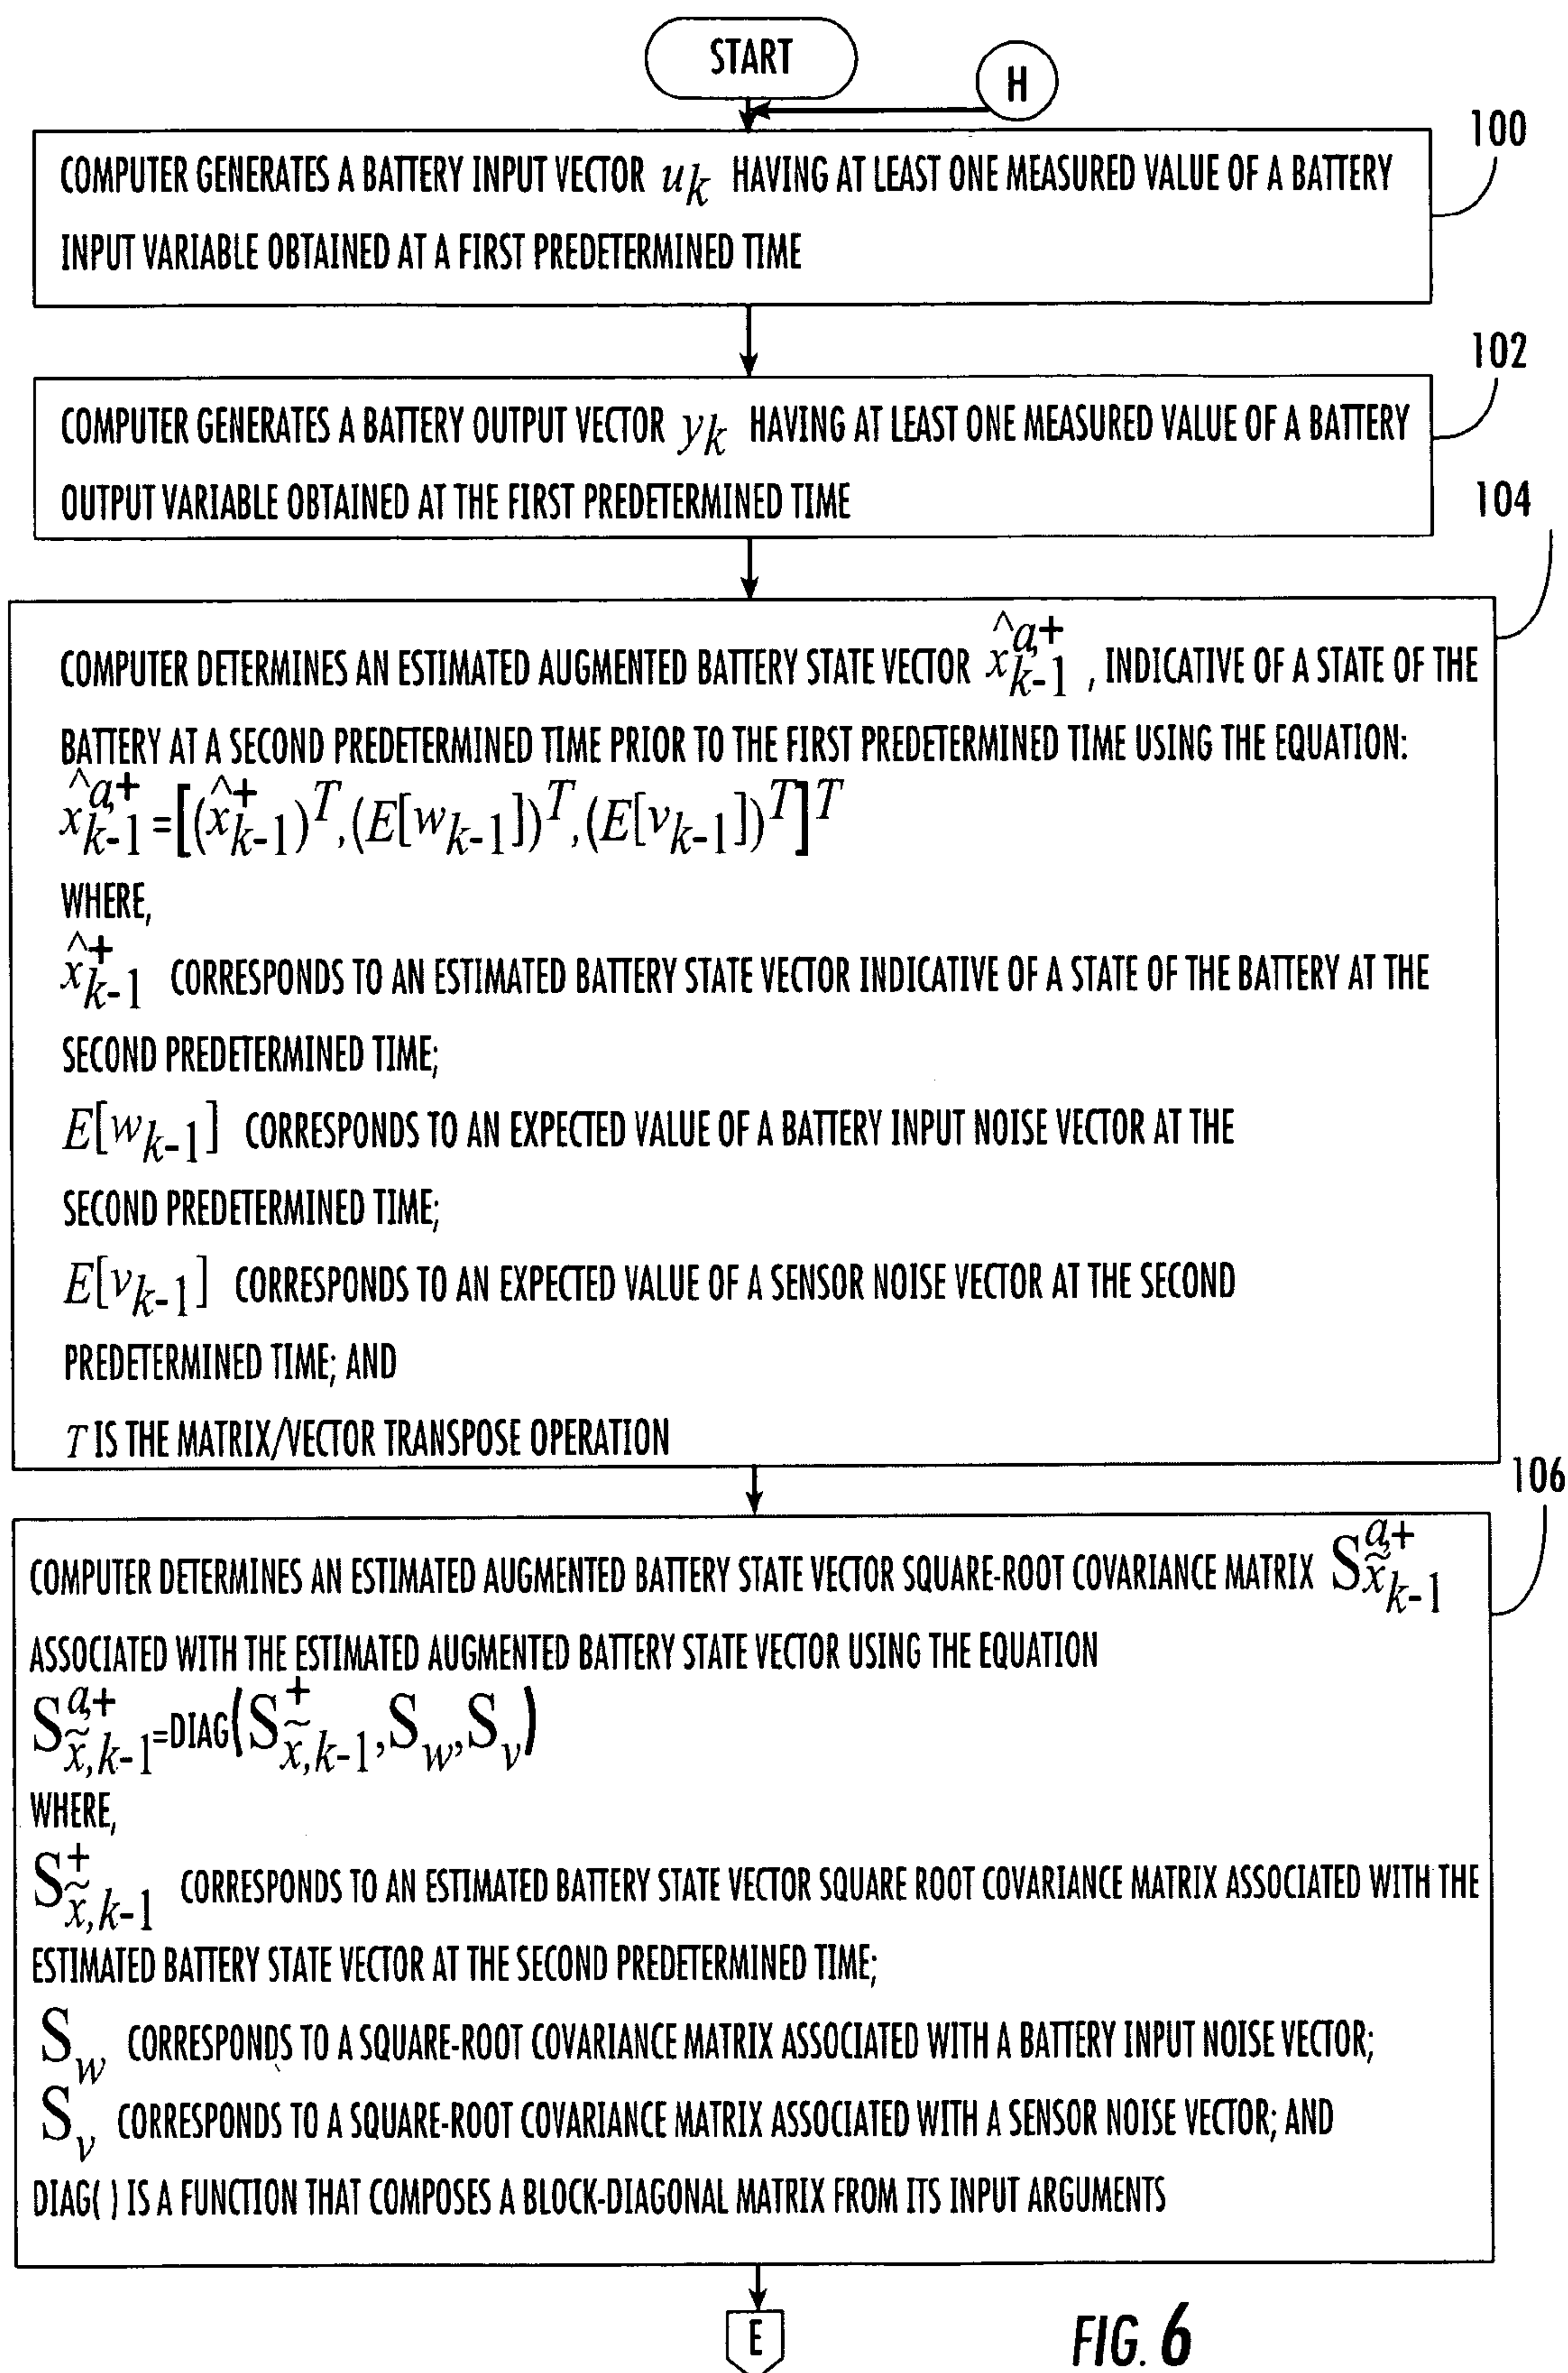 START
H
100
COMPUTER GENERATES A BATTERY INPUT VECTOR u_k HAVING AT LEAST ONE MEASURED VALUE OF A BATTERY
INPUT VARIABLE OBTAINED AT A FIRST PREDETERMINED TIME
102
COMPUTER GENERATES A BATTERY OUTPUT VECTOR y_k HAVING AT LEAST ONE MEASURED VALUE OF A BATTERY
OUTPUT VARIABLE OBTAINED AT THE FIRST PREDETERMINED TIME
104
COMPUTER DETERMINES AN ESTIMATED AUGMENTED BATTERY STATE VECTOR \hat{x}_{k-1}^{a,+} , INDICATIVE OF A STATE OF THE
BATTERY AT A SECOND PREDETERMINED TIME PRIOR TO THE FIRST PREDETERMINED TIME USING THE EQUATION:
\hat{x}_{k-1}^{a,+}=[(\hat{x}_{k-1}^{+})^T,(E[w_{k-1}])^T,(E[v_{k-1}])^T]^T
WHERE,
\hat{x}_{k-1}^{+} CORRESPONDS TO AN ESTIMATED BATTERY STATE VECTOR INDICATIVE OF A STATE OF THE BATTERY AT THE
SECOND PREDETERMINED TIME;
E[w_{k-1}] CORRESPONDS TO AN EXPECTED VALUE OF A BATTERY INPUT NOISE VECTOR AT THE
SECOND PREDETERMINED TIME;
E[v_{k-1}] CORRESPONDS TO AN EXPECTED VALUE OF A SENSOR NOISE VECTOR AT THE SECOND
PREDETERMINED TIME; AND
T IS THE MATRIX/VECTOR TRANSPOSE OPERATION
106
COMPUTER DETERMINES AN ESTIMATED AUGMENTED BATTERY STATE VECTOR SQUARE-ROOT COVARIANCE MATRIX S_{\tilde{x}_{k-1}}^{a,+}
ASSOCIATED WITH THE ESTIMATED AUGMENTED BATTERY STATE VECTOR USING THE EQUATION
S_{\tilde{x},k-1}^{a,+}=DIAG(S_{\tilde{x},k-1}^{+},S_w,S_v)
WHERE,
S_{\tilde{x},k-1}^{+} CORRESPONDS TO AN ESTIMATED BATTERY STATE VECTOR SQUARE ROOT COVARIANCE MATRIX ASSOCIATED WITH THE
ESTIMATED BATTERY STATE VECTOR AT THE SECOND PREDETERMINED TIME;
S_w CORRESPONDS TO A SQUARE-ROOT COVARIANCE MATRIX ASSOCIATED WITH A BATTERY INPUT NOISE VECTOR;
S_v CORRESPONDS TO A SQUARE-ROOT COVARIANCE MATRIX ASSOCIATED WITH A SENSOR NOISE VECTOR; AND
DIAG( ) IS A FUNCTION THAT COMPOSES A BLOCK-DIAGONAL MATRIX FROM ITS INPUT ARGUMENTS
E
FIG. 6